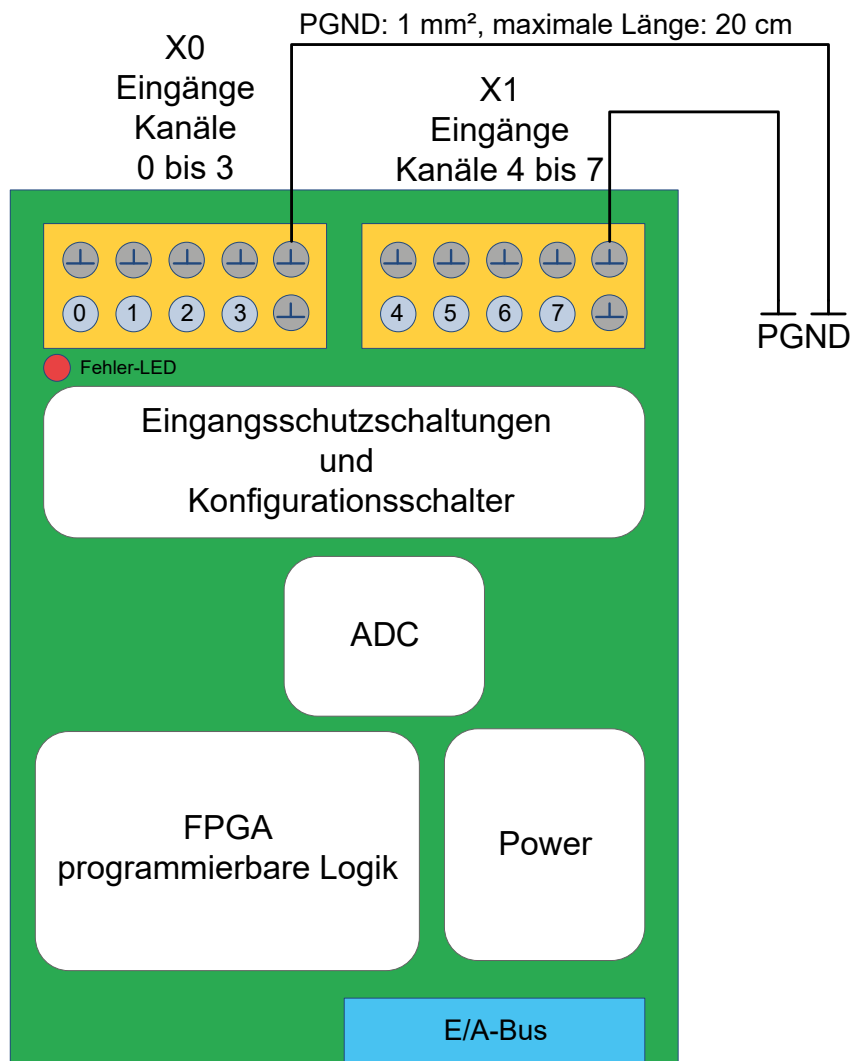 PGND: 1 mm², maximale Länge: 20 cm
X0
Eingänge
Kanäle
0 bis 3
X1
Eingänge
Kanäle 4 bis 7
0 1 2 3
4 5 6 7
PGND
Fehler-LED
Eingangsschutzschaltungen
und
Konfigurationsschalter
ADC
FPGA
programmierbare Logik
Power
E/A-Bus